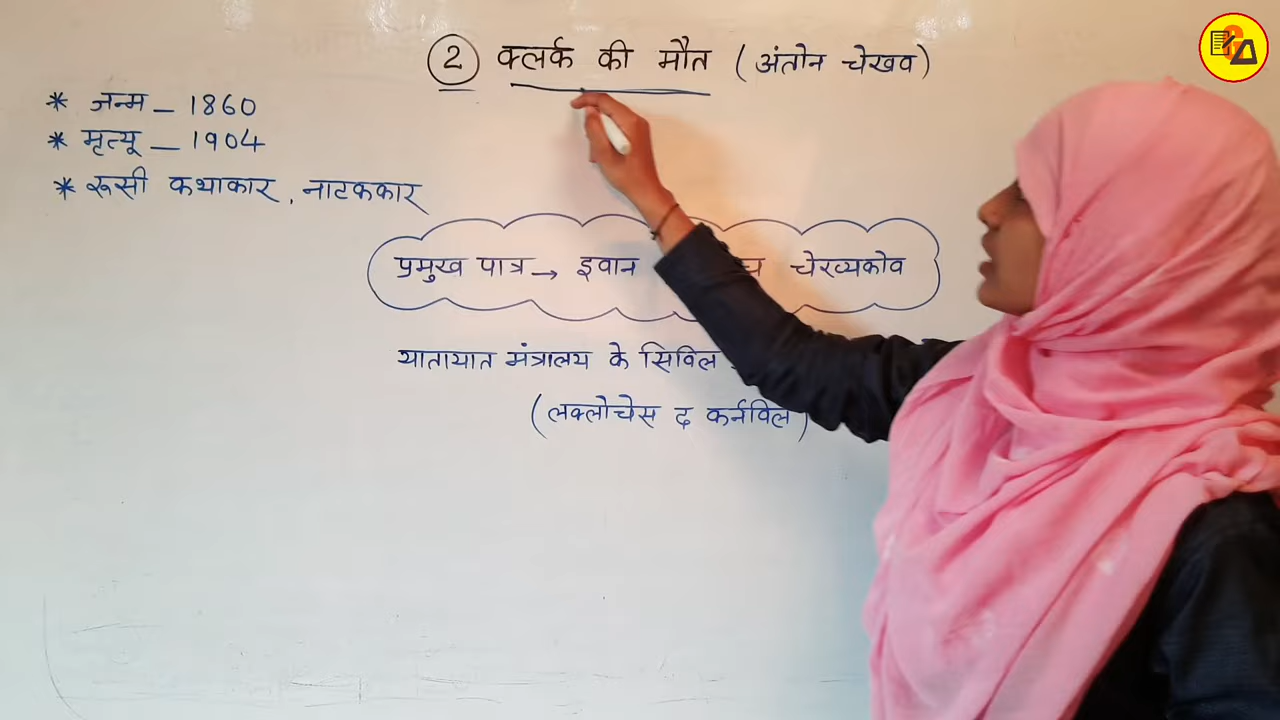 2 क्लर्क की मौत (अंतोन चेखव)
* जन्म – 1860
* मृत्यू – 1904
* रूसी कथाकार, नाटककार
प्रमुख पात्र → इवान चेरव्यकोव
यातायात मंत्रालय के सिविल
(लक्लोचेस द कर्नविल)